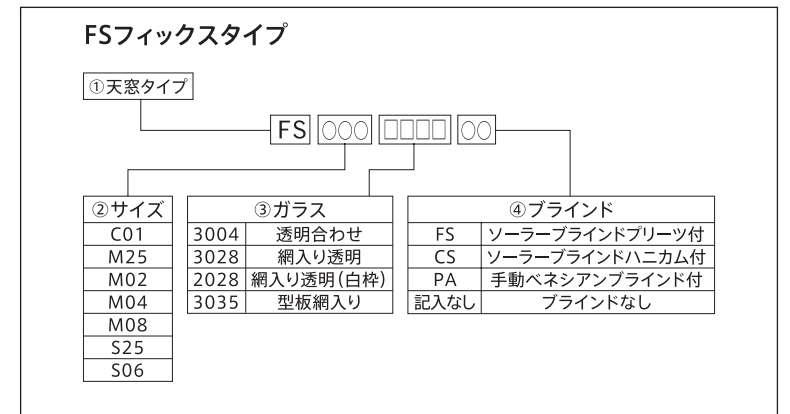 FSフィックスタイプ
①天窓タイプ
FS ○○○ □□□□ ○○
②サイズ
C01
M25
M02
M04
M08
S25
S06
③ガラス
3004 透明合わせ
3028 網入り透明
2028 網入り透明(白枠)
3035 型板網入り
④ブラインド
FS ソーラーブラインドプリーツ付
CS ソーラーブラインドハニカム付
PA 手動ベネシアンブラインド付
記入なし ブラインドなし